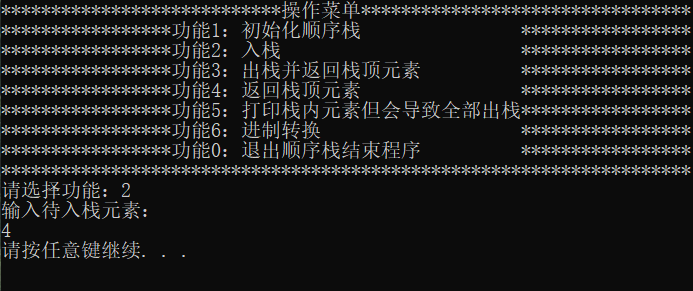 ****************************操作菜单*********************************
*****************功能1：初始化顺序栈                *****************
*****************功能2：入栈                        *****************
*****************功能3：出栈并返回栈顶元素          *****************
*****************功能4：返回栈顶元素                *****************
*****************功能5：打印栈内元素但会导致全部出栈*****************
*****************功能6：进制转换                    *****************
*****************功能0：退出顺序栈结束程序          *****************
*********************************************************************
请选择功能：2
输入待入栈元素：
4
请按任意键继续. . .